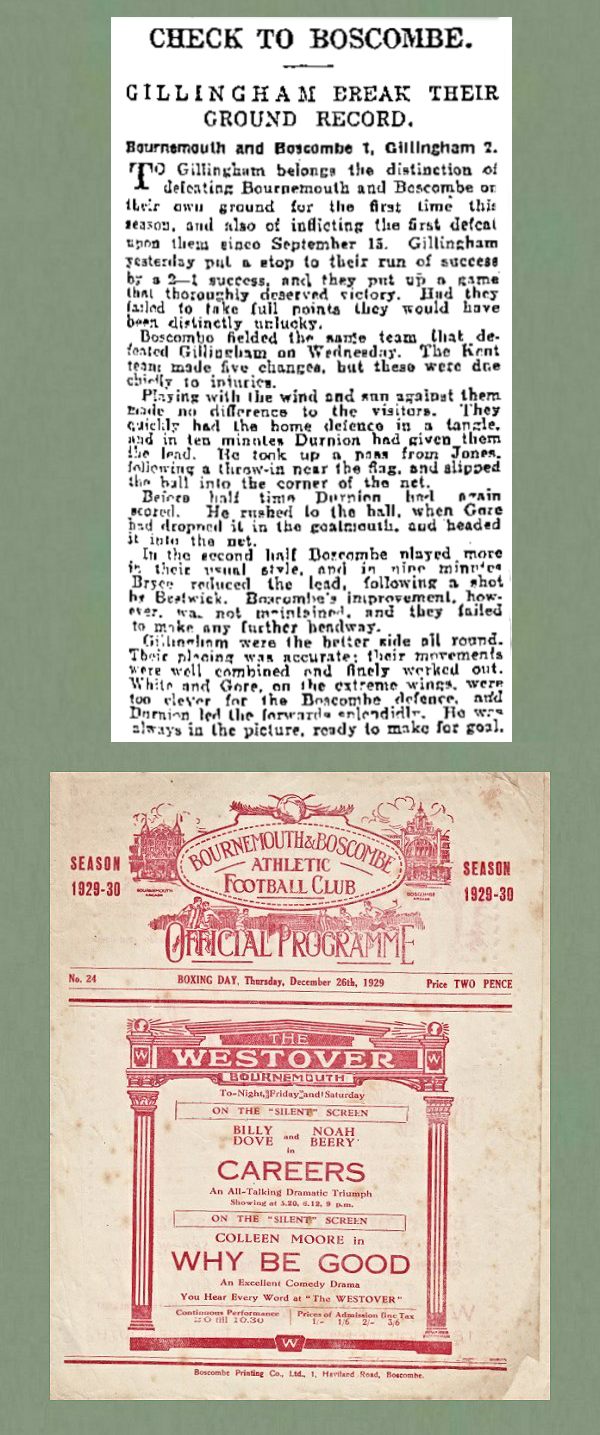 CHECK TO BOSCOMBE.
GILLINGHAM BREAK THEIR
GROUND RECORD.
Bournemouth and Boscombe 1, Gillingham 2.
TO Gillingham belongs the distinction of
defeating Bournemouth and Boscombe on
their own ground for the first time this
season, and also of inflicting the first defeat
upon them since September 15. Gillingham
yesterday put a stop to their run of success
by a 2—1 success, and they put up a game
that thoroughly deserved victory. Had they
failed to take full points they would have
been distinctly unlucky.
Boscombe fielded the same team that de-
feated Gillingham on Wednesday. The Kent
team made five changes, but these were due
chiefly to injuries.
Playing with the wind and sun against them
made no difference to the visitors. They
quickly had the home defence in a tangle,
and in ten minutes Durnion had given them
the lead. He took up a pass from Jones,
following a throw-in near the flag, and slipped
the ball into the corner of the net.
Before half time Durnion had again
scored. He rushed to the ball, when Gore
had dropped it in the goalmouth, and headed
it into the net.
In the second half Boscombe played more
in their usual style, and in nine minutes
Bryce reduced the lead, following a shot
by Beswick. Boscombe's improvement, how-
ever, was not maintained, and they failed
to make any further headway.
Gillingham were the better side all round.
Their placing was accurate; their movements
were well combined and finely worked out.
White and Gore, on the extreme wings, were
too clever for the Boscombe defence, and
Durnion led the forwards splendidly. He was
always in the picture, ready to make for goal.
BOURNEMOUTH & BOSCOMBE
ATHLETIC
FOOTBALL CLUB
SEASON
1929-30
SEASON
1929-30
BOURNEMOUTH
BOSCOMBE
OFFICIAL PROGRAMME
No. 24 BOXING DAY, Thursday, December 26th, 1929 Price TWO PENCE
THE
W WESTOVER W
BOURNEMOUTH
To-Night, Friday and Saturday
ON THE "SILENT" SCREEN
BILLY DOVE and NOAH BEERY
in
CAREERS
An All-Talking Dramatic Triumph
Showing at 3.20, 6.12, 9 p.m.
ON THE "SILENT" SCREEN
COLLEEN MOORE in
WHY BE GOOD
An Excellent Comedy Drama
You Hear Every Word at "The WESTOVER"
Continuous Performance Prices of Admission (inc Tax
till 10.30 1/- 1/6 2/- 3/6
W
Boscombe Printing Co., Ltd., 1, Haviland Road, Boscombe.